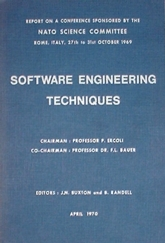 REPORT ON A CONFERENCE SPONSORED BY THE
NATO SCIENCE COMMITTEE
ROME, ITALY, 27th to 31st OCTOBER 1969
SOFTWARE ENGINEERING
TECHNIQUES
CHAIRMAN: PROFESSOR P. ERCOLI
CO-CHAIRMAN: PROFESSOR DR. F.L. BAUER
EDITORS: J.N. BUXTON and B. RANDELL
APRIL 1970